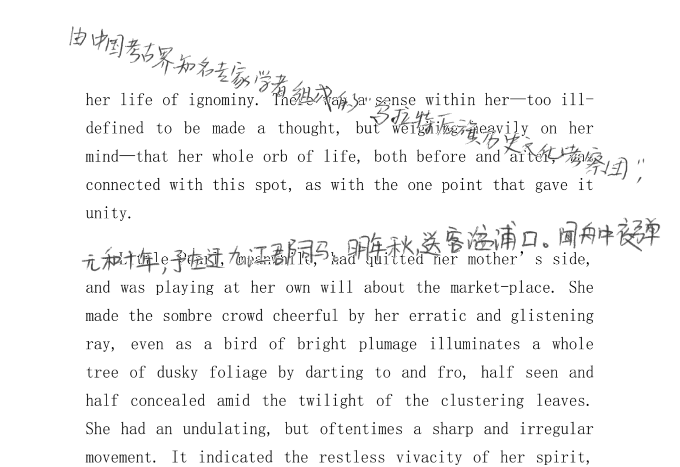 由中国考古界知名专家学者组成的"乌拉特后旗历史文化考察团",
her life of ignominy. There was a sense within her—too ill-
defined to be made a thought, but weighing heavily on her
mind—that her whole orb of life, both before and after, was
connected with this spot, as with the one point that gave it
unity.
元和十年,予左迁九江郡司马。明年秋,送客湓浦口。闻舟中夜弹
Little Pearl, meanwhile, had quitted her mother's side,
and was playing at her own will about the market-place. She
made the sombre crowd cheerful by her erratic and glistening
ray, even as a bird of bright plumage illuminates a whole
tree of dusky foliage by darting to and fro, half seen and
half concealed amid the twilight of the clustering leaves.
She had an undulating, but oftentimes a sharp and irregular
movement. It indicated the restless vivacity of her spirit,